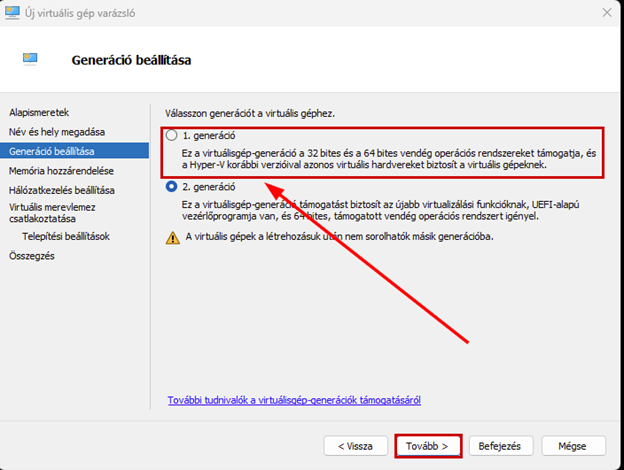 Új virtuális gép varázsló
Generáció beállítása
Alapismeretek
Név és hely megadása
Generáció beállítása
Memória hozzárendelése
Hálózatkezelés beállítása
Virtuális merevlemez
csatlakoztatása
Telepítési beállítások
Összegzés
Válasszon generációt a virtuális géphez.
1. generáció
Ez a virtuálisgép-generáció a 32 bites és a 64 bites vendég operációs rendszereket támogatja, és
a Hyper-V korábbi verzióival azonos virtuális hardvereket biztosít a virtuális gépeknek.
2. generáció
Ez a virtuálisgép-generáció támogatást biztosít az újabb virtualizálási funkcióknak, UEFI-alapú
vezérlőprogramja van, és 64 bites, támogatott vendég operációs rendszert igényel.
A virtuális gépek a létrehozásuk után nem sorolhatók másik generációba.
További tudnivalók a virtuálisgép-generációk támogatásáról
< Vissza
Tovább >
Befejezés
Mégse